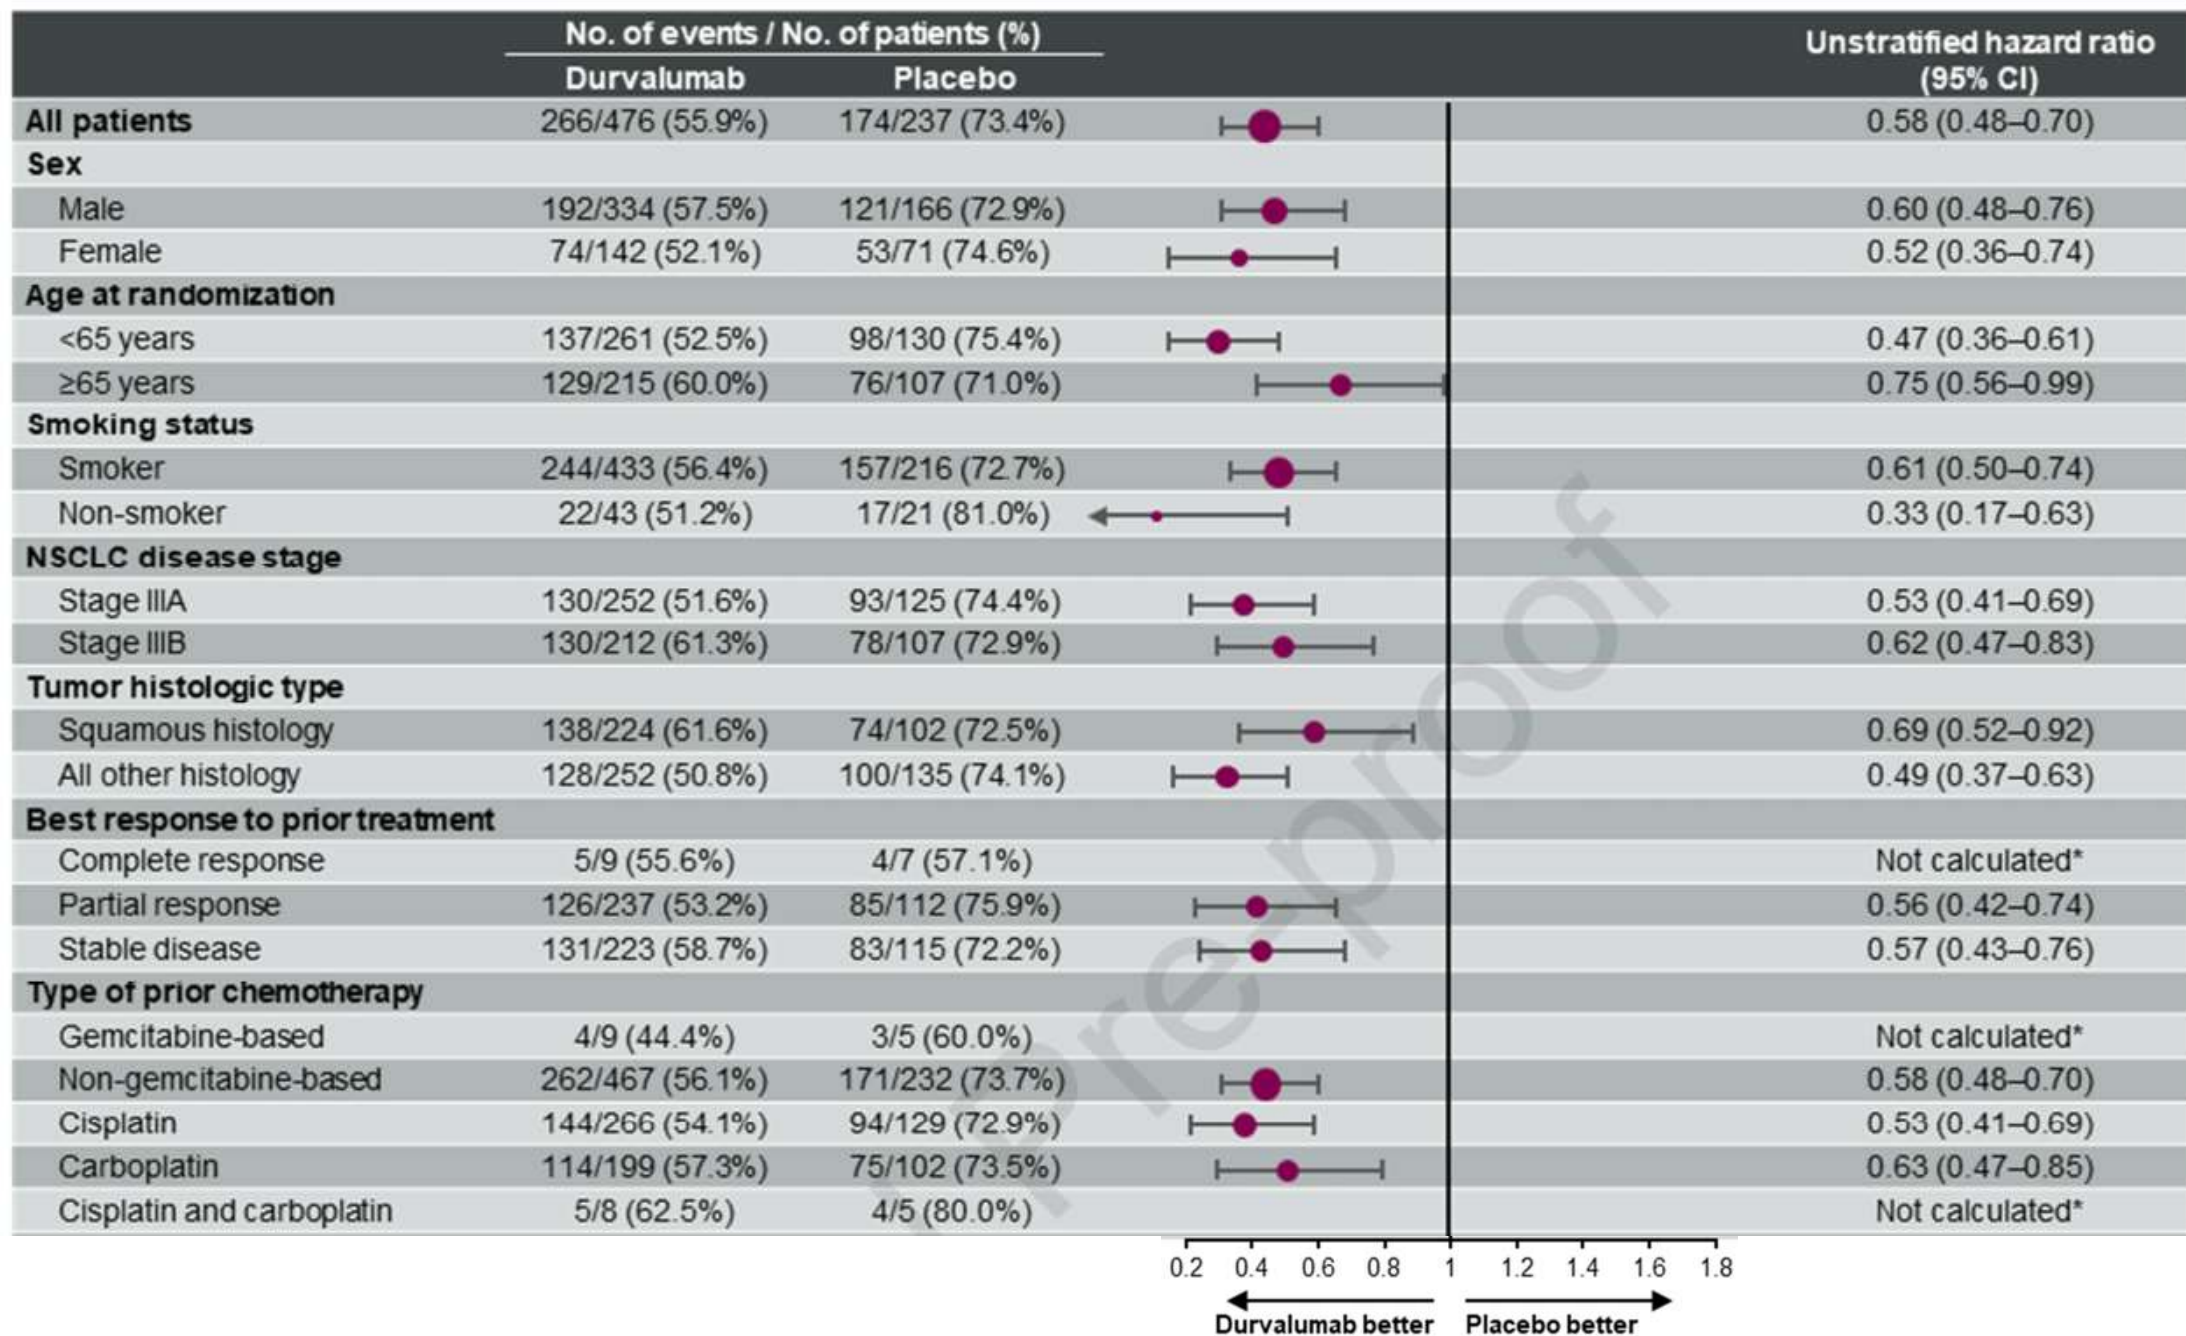 No. of events / No. of patients (%)
Unstratified hazard ratio
(95% CI)
Durvalumab Placebo
All patients 266/476 (55.9%) 174/237 (73.4%) 0.58 (0.48–0.70)
Sex
Male 192/334 (57.5%) 121/166 (72.9%) 0.60 (0.48–0.76)
Female 74/142 (52.1%) 53/71 (74.6%) 0.52 (0.36–0.74)
Age at randomization
<65 years 137/261 (52.5%) 98/130 (75.4%) 0.47 (0.36–0.61)
≥65 years 129/215 (60.0%) 76/107 (71.0%) 0.75 (0.56–0.99)
Smoking status
Smoker 244/433 (56.4%) 157/216 (72.7%) 0.61 (0.50–0.74)
Non-smoker 22/43 (51.2%) 17/21 (81.0%) 0.33 (0.17–0.63)
NSCLC disease stage
Stage IIIA 130/252 (51.6%) 93/125 (74.4%) 0.53 (0.41–0.69)
Stage IIIB 130/212 (61.3%) 78/107 (72.9%) 0.62 (0.47–0.83)
Tumor histologic type
Squamous histology 138/224 (61.6%) 74/102 (72.5%) 0.69 (0.52–0.92)
All other histology 128/252 (50.8%) 100/135 (74.1%) 0.49 (0.37–0.63)
Best response to prior treatment
Complete response 5/9 (55.6%) 4/7 (57.1%) Not calculated*
Partial response 126/237 (53.2%) 85/112 (75.9%) 0.56 (0.42–0.74)
Stable disease 131/223 (58.7%) 83/115 (72.2%) 0.57 (0.43–0.76)
Type of prior chemotherapy
Gemcitabine-based 4/9 (44.4%) 3/5 (60.0%) Not calculated*
Non-gemcitabine-based 262/467 (56.1%) 171/232 (73.7%) 0.58 (0.48–0.70)
Cisplatin 144/266 (54.1%) 94/129 (72.9%) 0.53 (0.41–0.69)
Carboplatin 114/199 (57.3%) 75/102 (73.5%) 0.63 (0.47–0.85)
Cisplatin and carboplatin 5/8 (62.5%) 4/5 (80.0%) Not calculated*
0.2 0.4 0.6 0.8 1 1.2 1.4 1.6 1.8
Durvalumab better Placebo better
Pre-proof